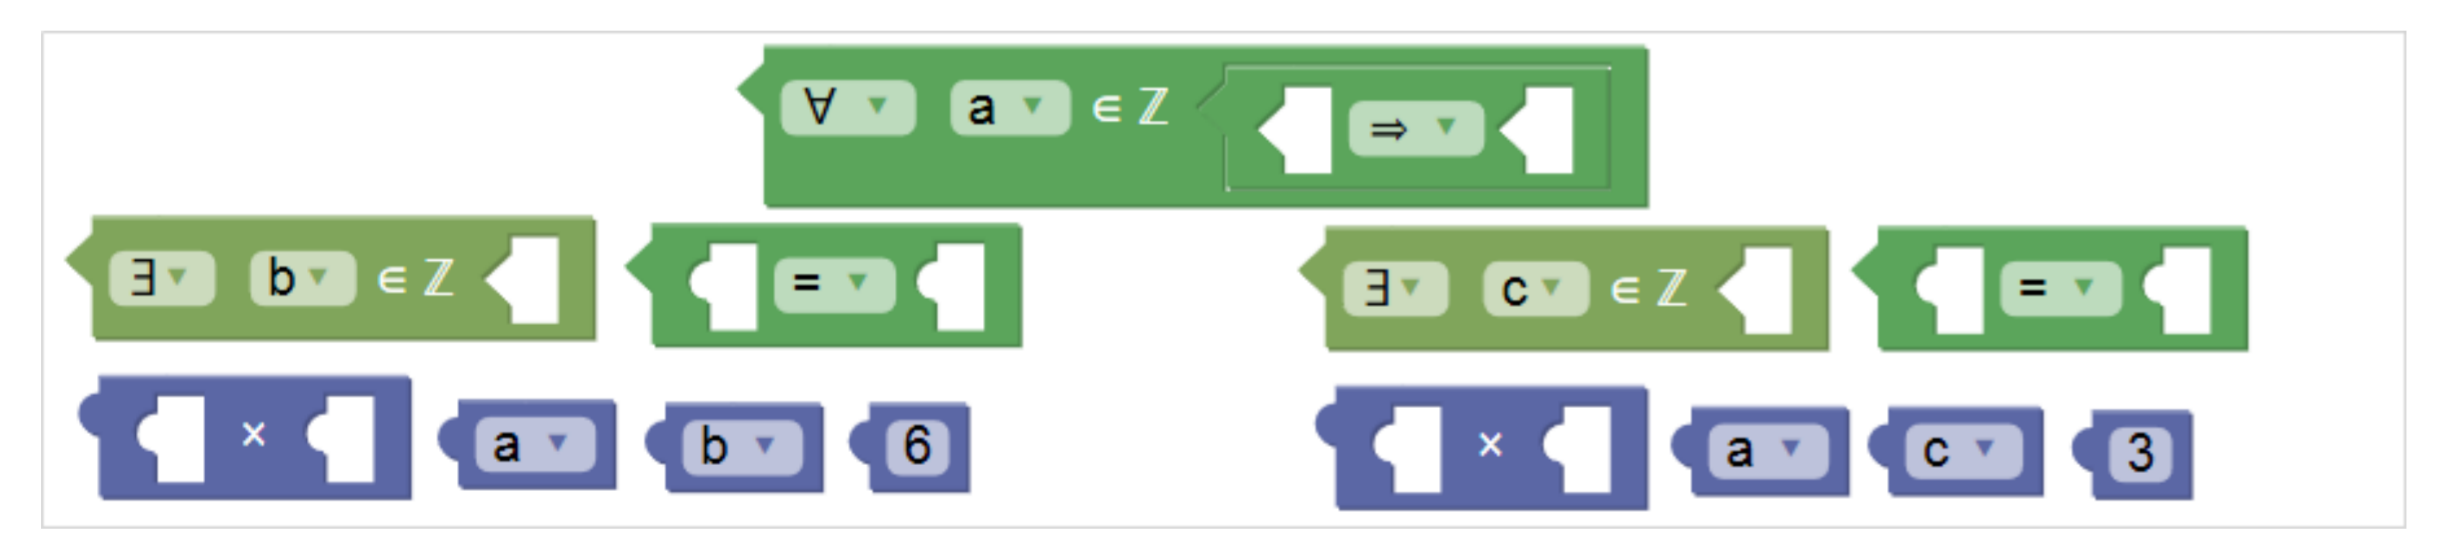 ∀ ▼ a ▼ ∈ ℤ ⇒ ▼
∃ ▼ b ▼ ∈ ℤ = ▼ ∃ ▼ c ▼ ∈ ℤ = ▼
× a ▼ b ▼ 6 × a ▼ c ▼ 3